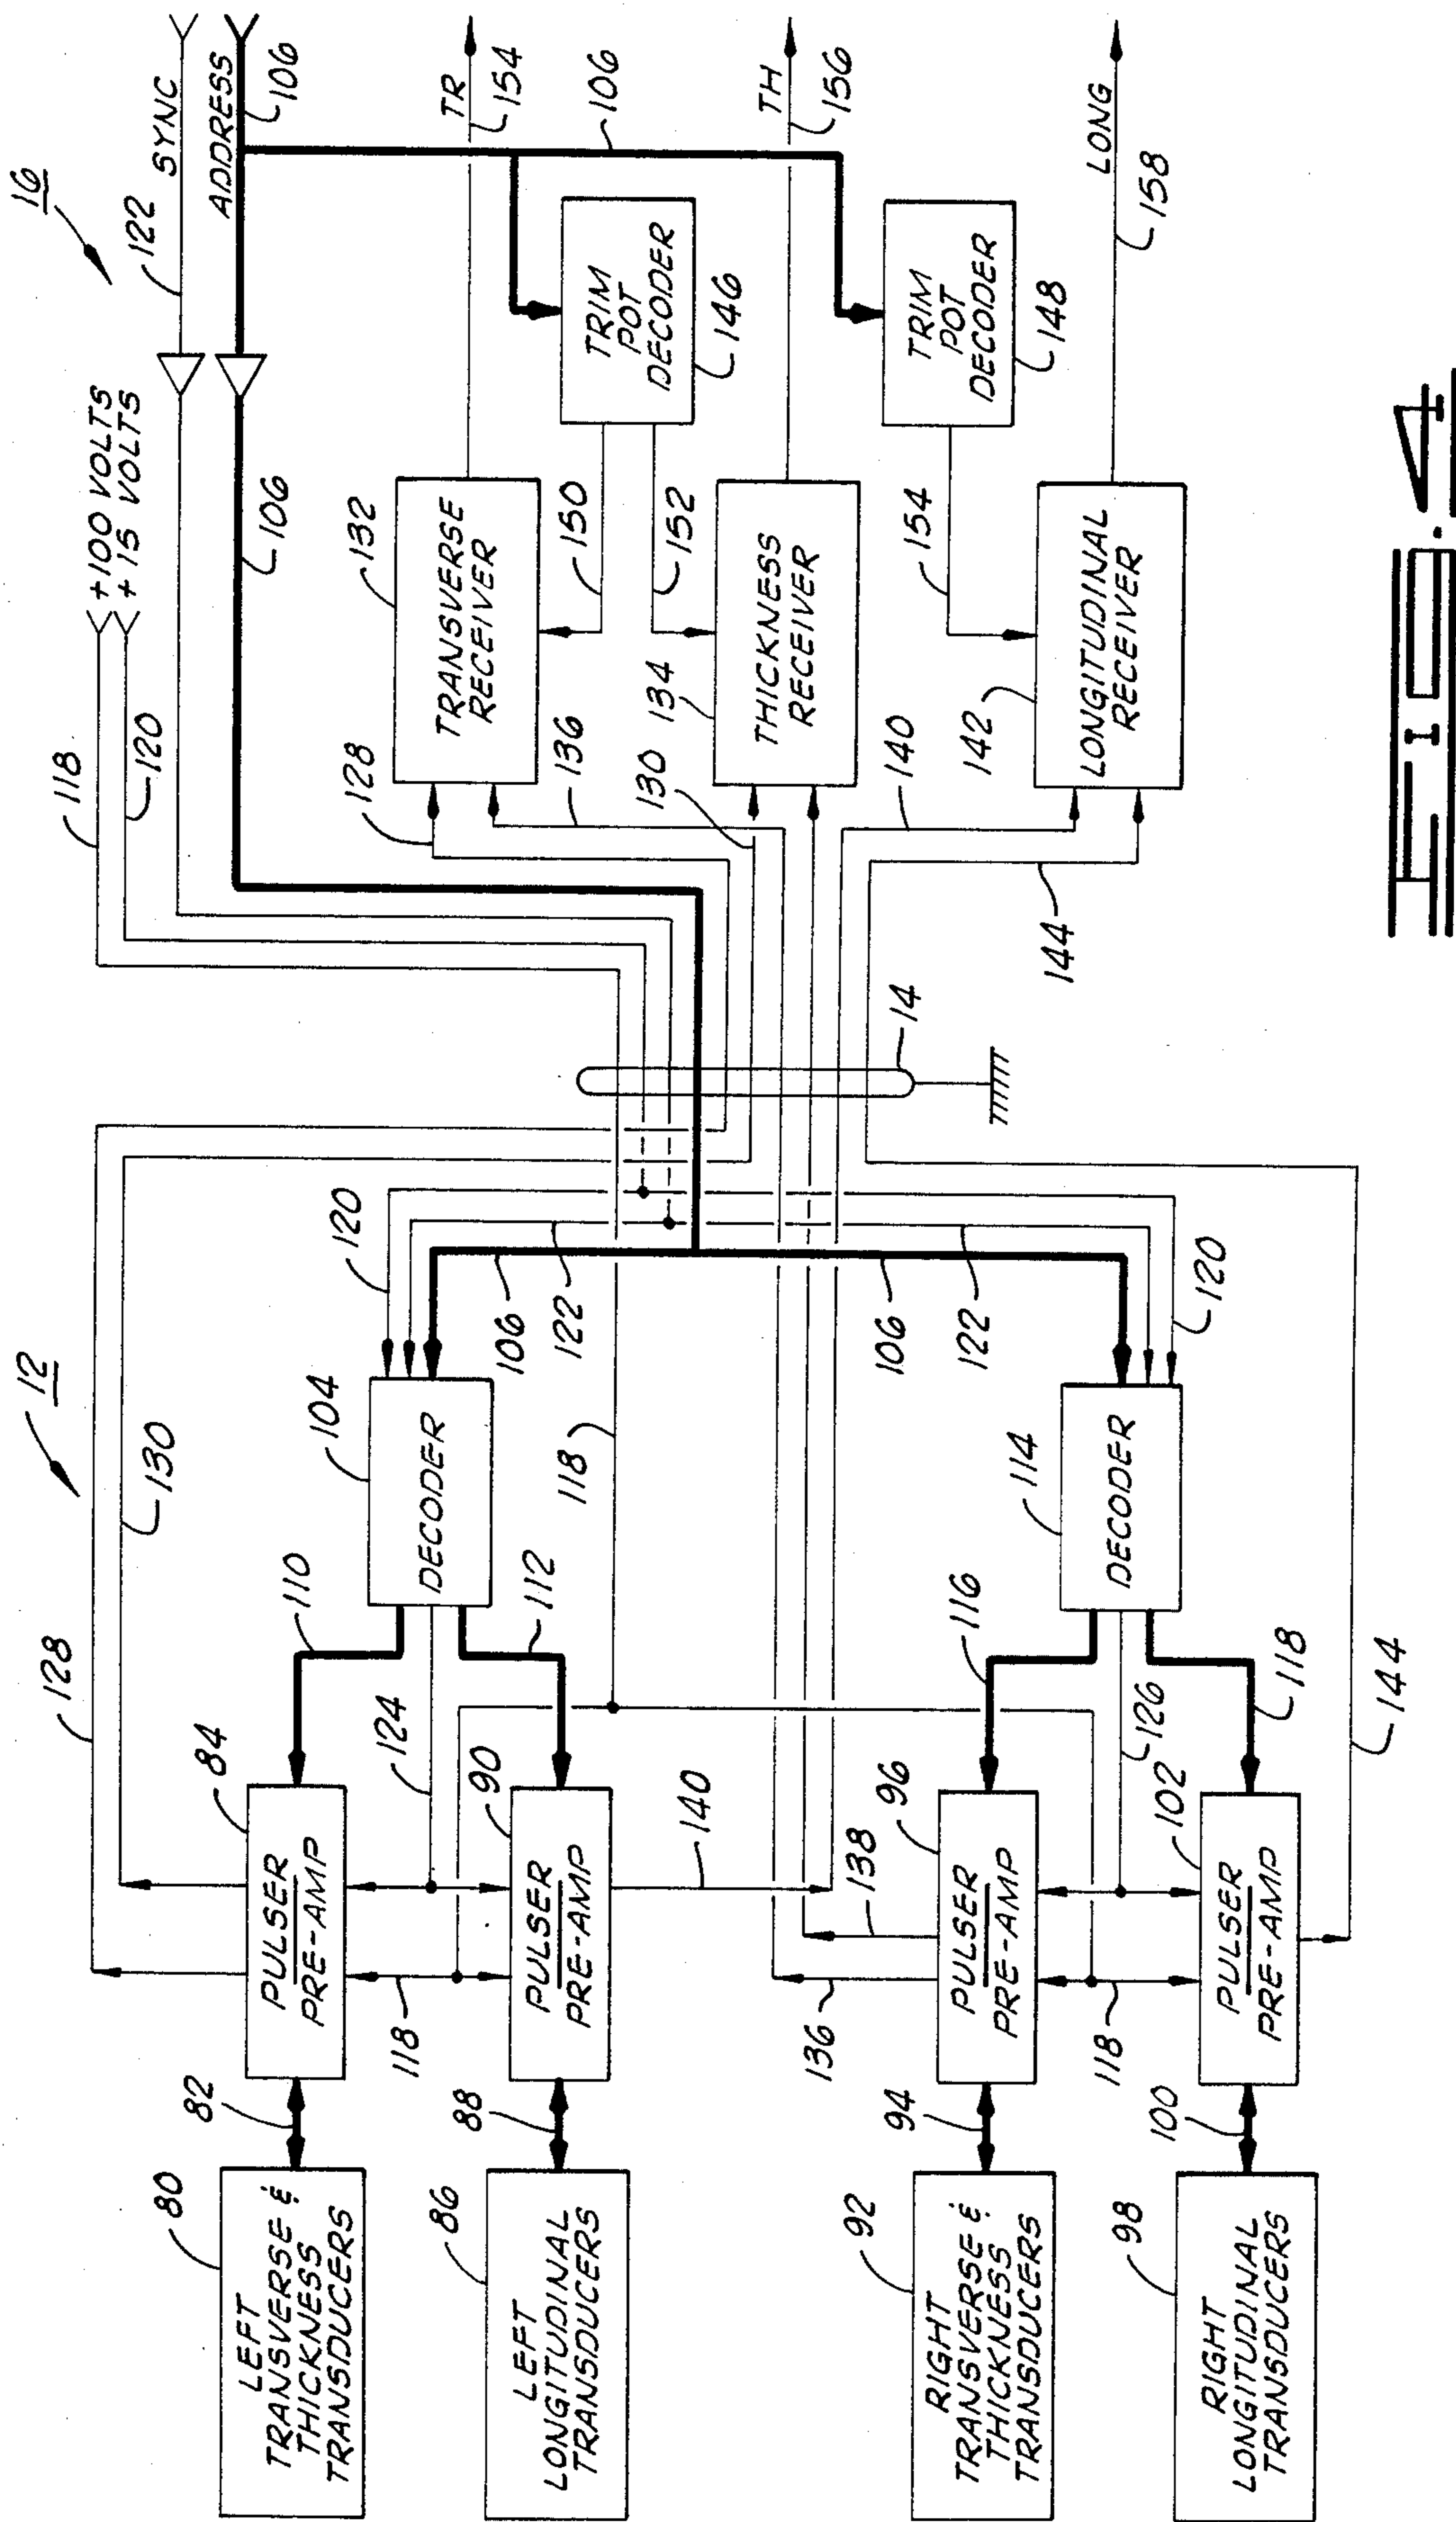 12
16
118
+100 VOLTS
120
+15 VOLTS
122
SYNC
ADDRESS
106
106
128
130
80
LEFT
TRANSVERSE &
THICKNESS
TRANSDUCERS
82
84
PULSER
PRE-AMP
110
104
DECODER
120
106
122
124
112
118
118
86
LEFT
LONGITUDINAL
TRANSDUCERS
88
90
PULSER
PRE-AMP
140
92
RIGHT
TRANSVERSE &
THICKNESS
TRANSDUCERS
94
136
138
96
PULSER
PRE-AMP
116
114
DECODER
106
122
120
126
118
118
98
RIGHT
LONGITUDINAL
TRANSDUCERS
100
102
PULSER
PRE-AMP
144
14
128
136
132
TRANSVERSE
RECEIVER
TR
154
150
152
TRIM
POT
DECODER
146
106
130
134
THICKNESS
RECEIVER
TH
156
154
TRIM
POT
DECODER
148
140
144
142
LONGITUDINAL
RECEIVER
LONG
158
FIG. 4